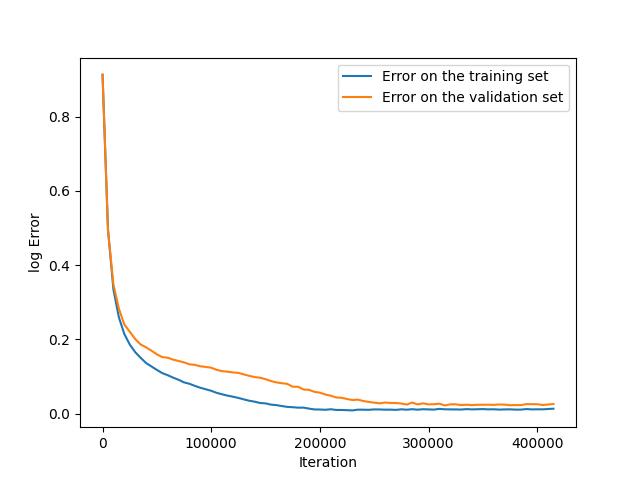 Error on the training set
Error on the validation set
log Error
0.8
0.6
0.4
0.2
0.0
0 100000 200000 300000 400000
Iteration